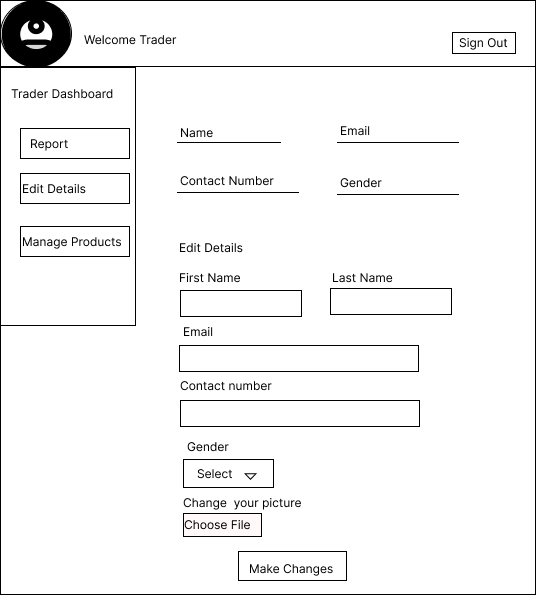 Welcome Trader
Sign Out
Trader Dashboard
Report
Edit Details
Manage Products
Name
Email
Contact Number
Gender
Edit Details
First Name
Last Name
Email
Contact number
Gender
Select
Change  your picture
Choose File
Make Changes